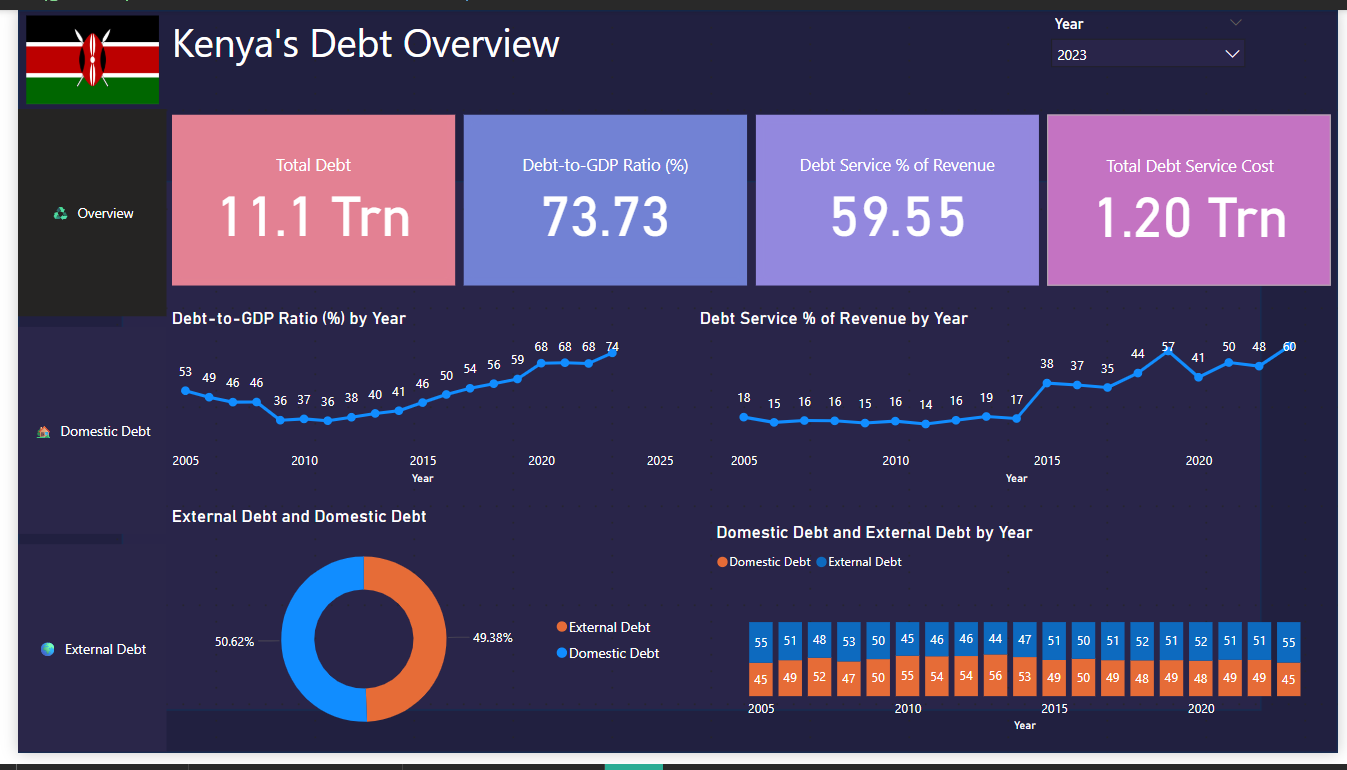 Kenya's Debt Overview
Year
2023
Overview
Domestic Debt
External Debt
Total Debt
11.1 Trn
Debt-to-GDP Ratio (%)
73.73
Debt Service % of Revenue
59.55
Total Debt Service Cost
1.20 Trn
Debt-to-GDP Ratio (%) by Year
53 49 46 46 36 37 36 38 40 41 46 50 54 56 59 68 68 68 74
2005 2010 2015 2020 2025
Year
Debt Service % of Revenue by Year
18 15 16 16 15 16 14 16 19 17 38 37 35 44 57 41 50 48 60
2005 2010 2015 2020
Year
External Debt and Domestic Debt
50.62%
49.38%
External Debt
Domestic Debt
Domestic Debt and External Debt by Year
Domestic Debt External Debt
55 51 48 53 50 45 46 46 44 47 51 50 51 52 51 52 51 51 55
45 49 52 47 50 55 54 54 56 53 49 50 49 48 49 48 49 49 45
2005 2010 2015 2020
Year